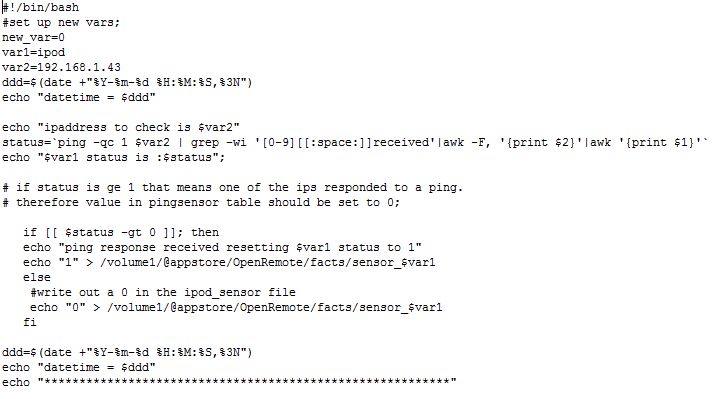 #!/bin/bash
#set up new vars;
new_var=0
var1=ipod
var2=192.168.1.43
ddd=$(date +"%Y-%m-%d %H:%M:%S,%3N")
echo "datetime = $ddd"

echo "ipaddress to check is $var2"
status=`ping -qc 1 $var2 | grep -wi '[0-9][[:space:]]received'|awk -F, '{print $2}'|awk '{print $1}'`
echo "$var1 status is :$status";

# if status is ge 1 that means one of the ips responded to a ping.
# therefore value in pingsensor table should be set to 0;

   if [[ $status -gt 0 ]]; then
   echo "ping response received resetting $var1 status to 1"
   echo "1" > /volume1/@appstore/OpenRemote/facts/sensor_$var1
   else
    #write out a 0 in the ipod_sensor file
    echo "0" > /volume1/@appstore/OpenRemote/facts/sensor_$var1
   fi

ddd=$(date +"%Y-%m-%d %H:%M:%S,%3N")
echo "datetime = $ddd"
echo "**********************************************************"